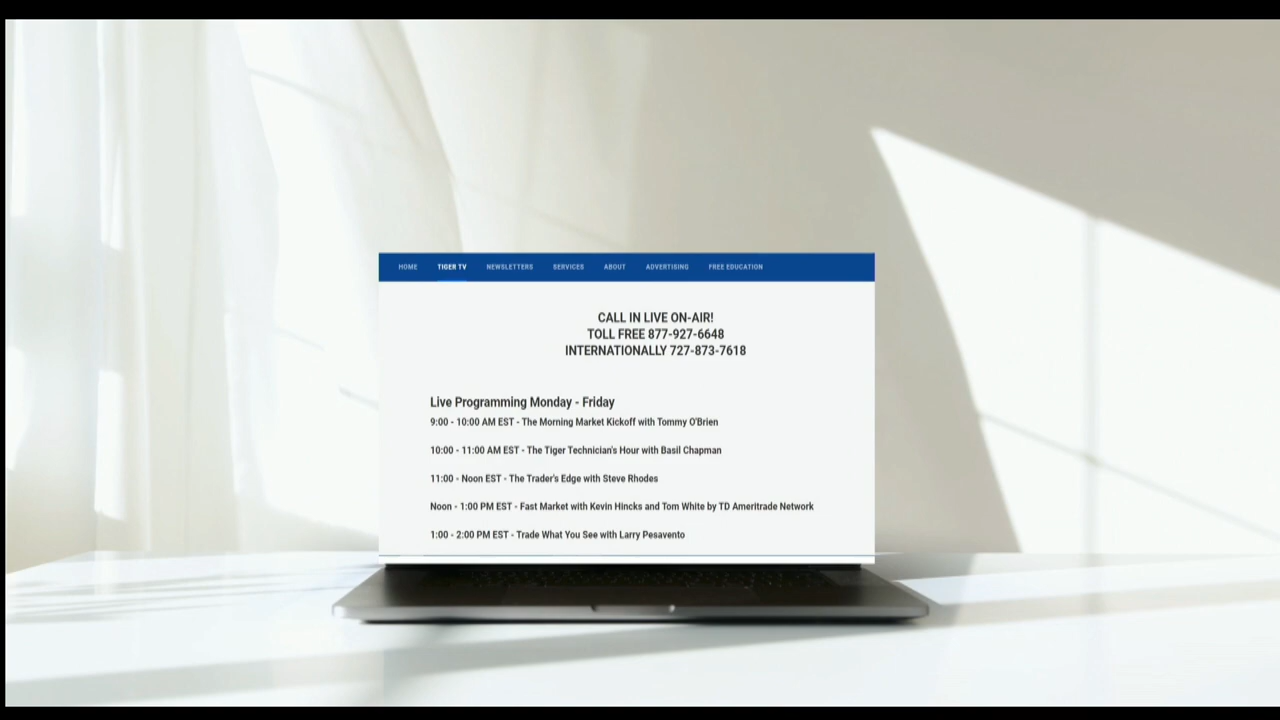 HOME TIGER TV NEWSLETTERS SERVICES ABOUT ADVERTISING FREE EDUCATION
CALL IN LIVE ON-AIR!
TOLL FREE 877-927-6648
INTERNATIONALLY 727-873-7618
Live Programming Monday - Friday
9:00 - 10:00 AM EST - The Morning Market Kickoff with Tommy O'Brien
10:00 - 11:00 AM EST - The Tiger Technician's Hour with Basil Chapman
11:00 - Noon EST - The Trader's Edge with Steve Rhodes
Noon - 1:00 PM EST - Fast Market with Kevin Hincks and Tom White by TD Ameritrade Network
1:00 - 2:00 PM EST - Trade What You See with Larry Pesavento